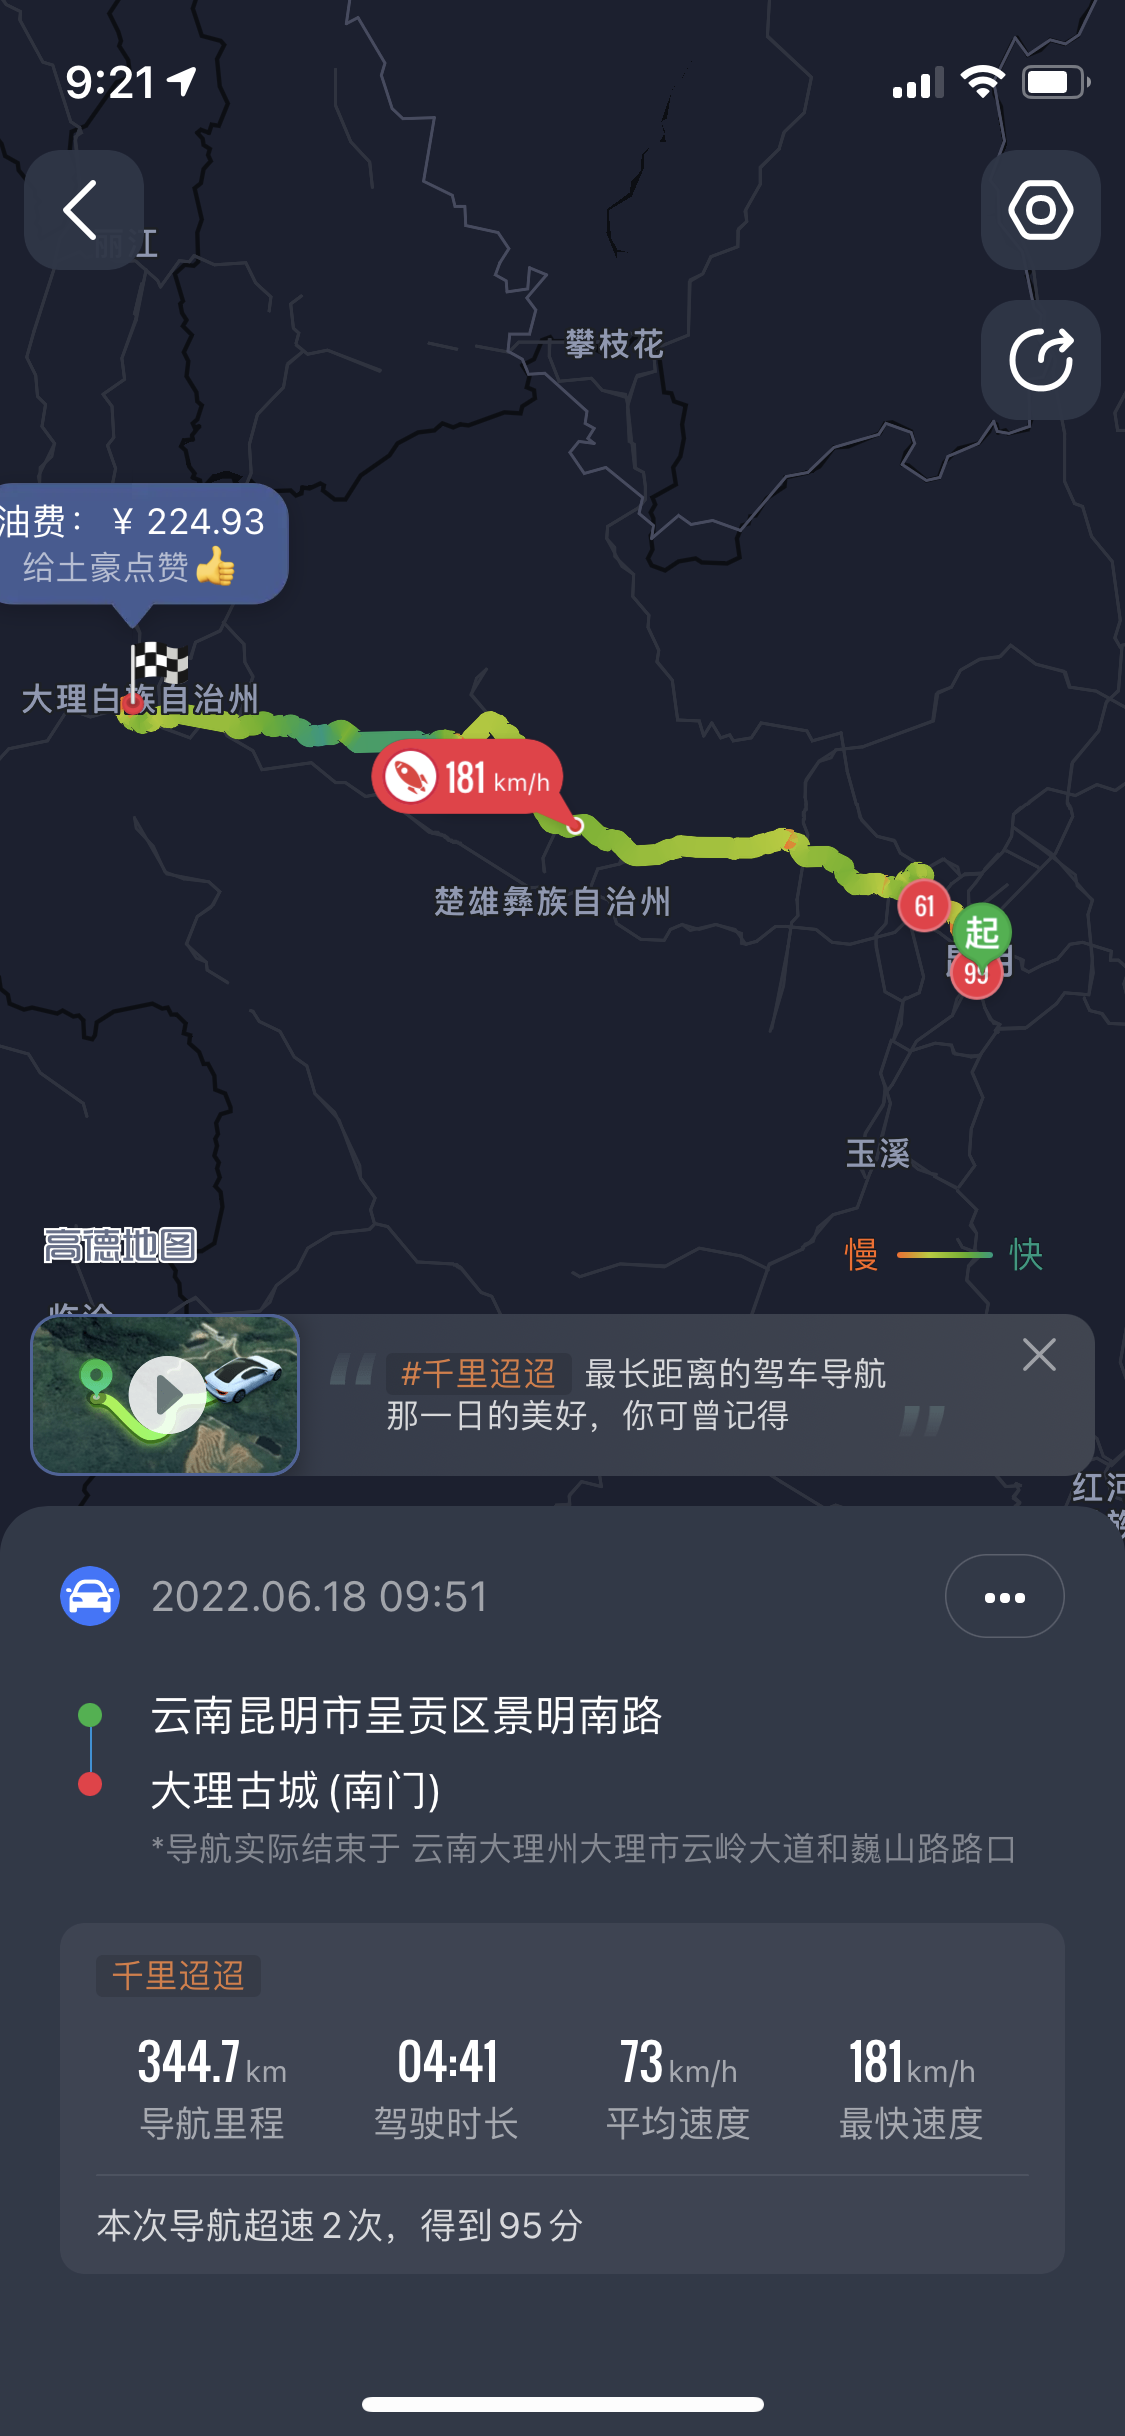 9:21
江
攀枝花
油费： ¥ 224.93
给土豪点赞👍
大理白族自治州
181 km/h
楚雄彝族自治州
61
起
99
玉溪
高德地图
慢 快
#千里迢迢 最长距离的驾车导航
那一日的美好，你可曾记得
红河
2022.06.18 09:51
云南昆明市呈贡区景明南路
大理古城 (南门)
*导航实际结束于 云南大理州大理市云岭大道和巍山路路口
千里迢迢
344.7 km 04:41 73 km/h 181 km/h
导航里程 驾驶时长 平均速度 最快速度
本次导航超速2次，得到95分